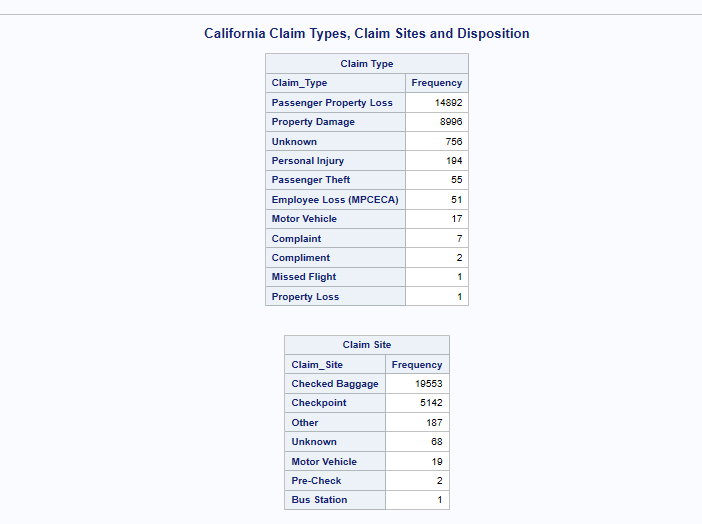 California Claim Types, Claim Sites and Disposition
Claim Type
Claim_Type Frequency
Passenger Property Loss 14892
Property Damage 8996
Unknown 756
Personal Injury 194
Passenger Theft 55
Employee Loss (MPCECA) 51
Motor Vehicle 17
Complaint 7
Compliment 2
Missed Flight 1
Property Loss 1
Claim Site
Claim_Site Frequency
Checked Baggage 19553
Checkpoint 5142
Other 187
Unknown 68
Motor Vehicle 19
Pre-Check 2
Bus Station 1